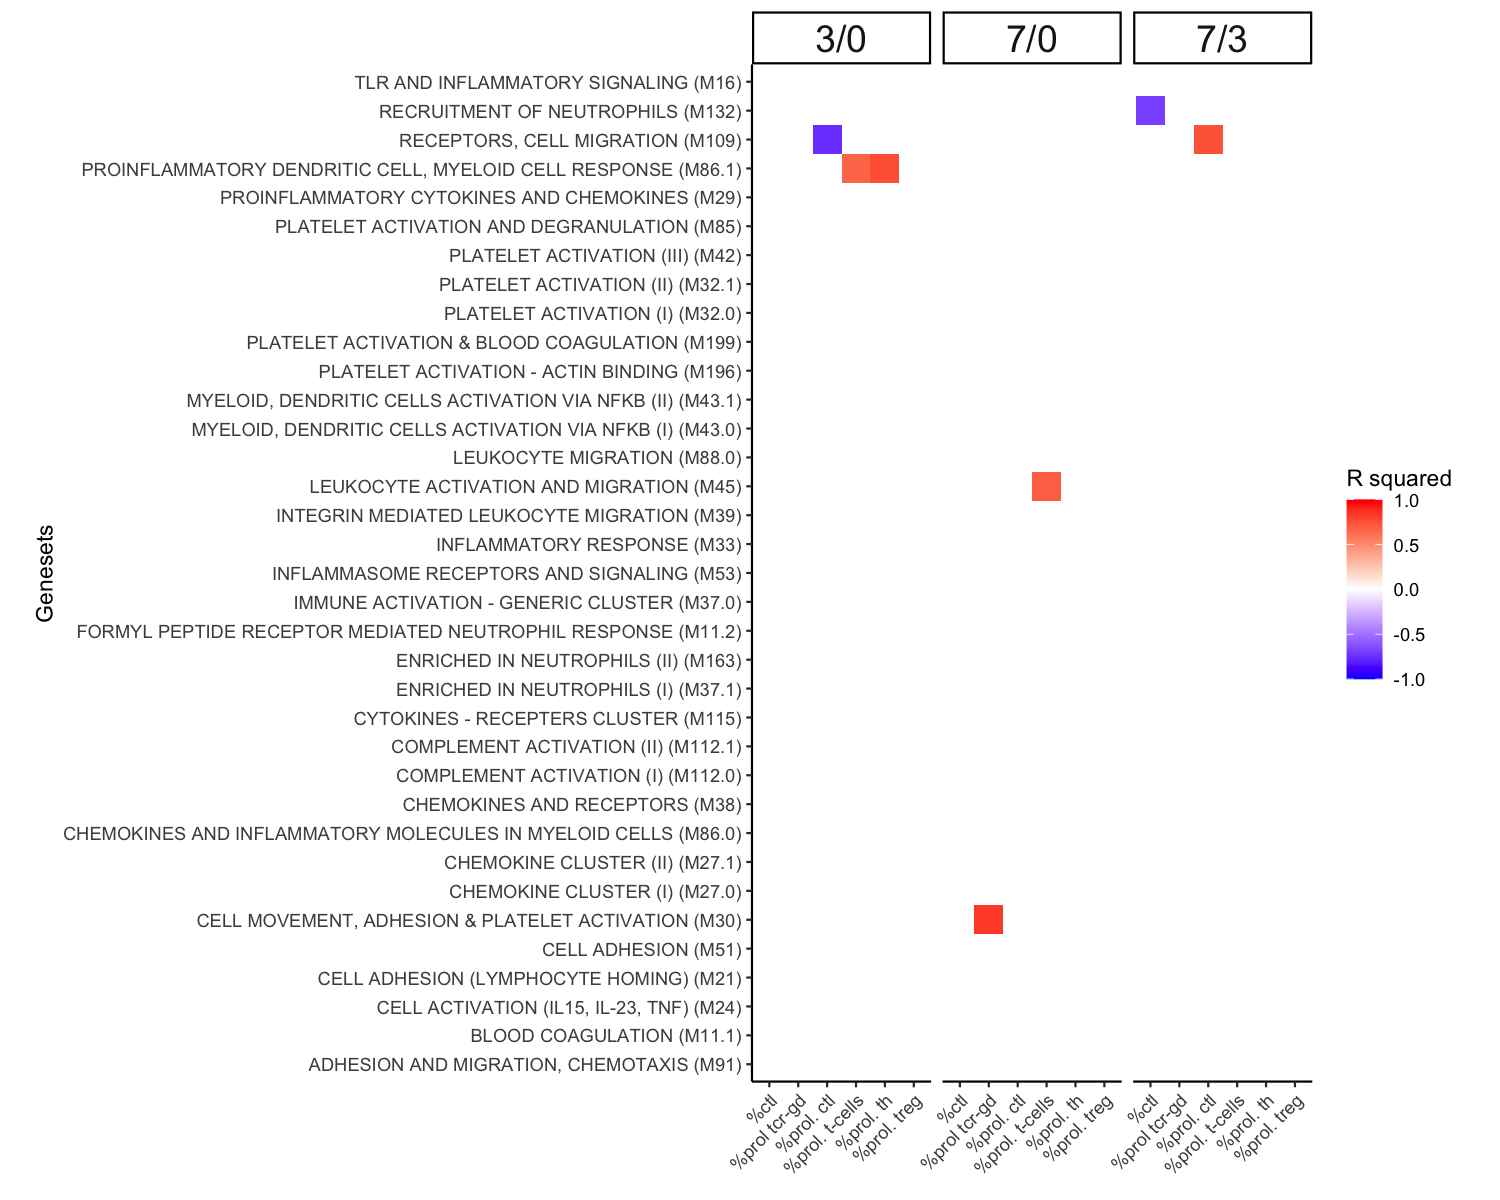 3/0 7/0 7/3
TLR AND INFLAMMATORY SIGNALING (M16)
RECRUITMENT OF NEUTROPHILS (M132)
RECEPTORS, CELL MIGRATION (M109)
PROINFLAMMATORY DENDRITIC CELL, MYELOID CELL RESPONSE (M86.1)
PROINFLAMMATORY CYTOKINES AND CHEMOKINES (M29)
PLATELET ACTIVATION AND DEGRANULATION (M85)
PLATELET ACTIVATION (III) (M42)
PLATELET ACTIVATION (II) (M32.1)
PLATELET ACTIVATION (I) (M32.0)
PLATELET ACTIVATION & BLOOD COAGULATION (M199)
PLATELET ACTIVATION - ACTIN BINDING (M196)
MYELOID, DENDRITIC CELLS ACTIVATION VIA NFKB (II) (M43.1)
MYELOID, DENDRITIC CELLS ACTIVATION VIA NFKB (I) (M43.0)
LEUKOCYTE MIGRATION (M88.0)
LEUKOCYTE ACTIVATION AND MIGRATION (M45)
INTEGRIN MEDIATED LEUKOCYTE MIGRATION (M39)
INFLAMMATORY RESPONSE (M33)
INFLAMMASOME RECEPTORS AND SIGNALING (M53)
IMMUNE ACTIVATION - GENERIC CLUSTER (M37.0)
FORMYL PEPTIDE RECEPTOR MEDIATED NEUTROPHIL RESPONSE (M11.2)
ENRICHED IN NEUTROPHILS (II) (M163)
ENRICHED IN NEUTROPHILS (I) (M37.1)
CYTOKINES - RECEPTERS CLUSTER (M115)
COMPLEMENT ACTIVATION (II) (M112.1)
COMPLEMENT ACTIVATION (I) (M112.0)
CHEMOKINES AND RECEPTORS (M38)
CHEMOKINES AND INFLAMMATORY MOLECULES IN MYELOID CELLS (M86.0)
CHEMOKINE CLUSTER (II) (M27.1)
CHEMOKINE CLUSTER (I) (M27.0)
CELL MOVEMENT, ADHESION & PLATELET ACTIVATION (M30)
CELL ADHESION (M51)
CELL ADHESION (LYMPHOCYTE HOMING) (M21)
CELL ACTIVATION (IL15, IL-23, TNF) (M24)
BLOOD COAGULATION (M11.1)
ADHESION AND MIGRATION, CHEMOTAXIS (M91)
Genesets
%ctl
%prol tcr-gd
%prol. ctl
%prol. t-cells
%prol. th
%prol. treg
%ctl
%prol tcr-gd
%prol. ctl
%prol. t-cells
%prol. th
%prol. treg
%ctl
%prol tcr-gd
%prol. ctl
%prol. t-cells
%prol. th
%prol. treg
R squared
1.0
0.5
0.0
-0.5
-1.0